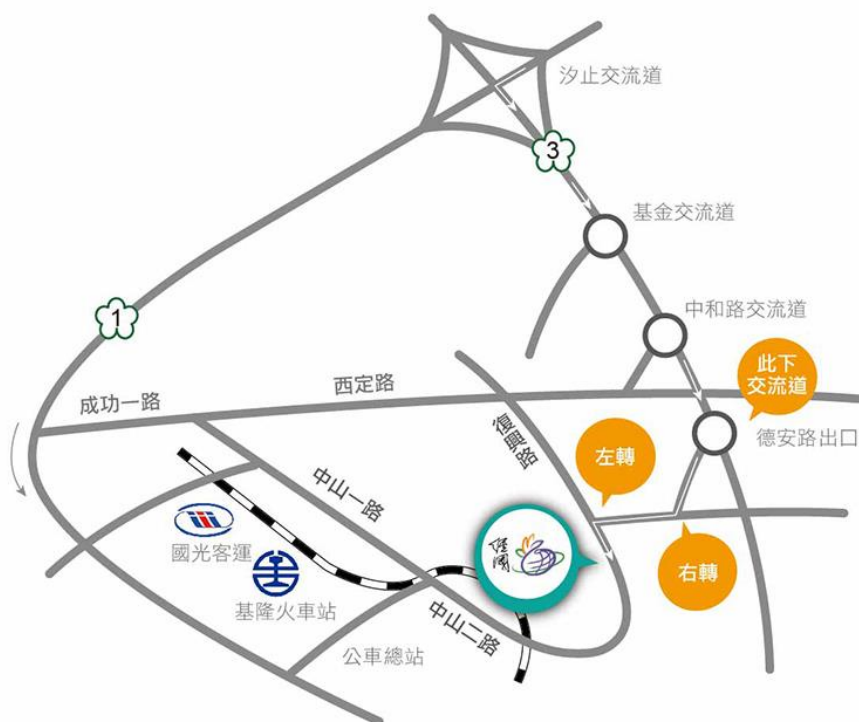 汐止交流道
3
基金交流道
1
中和路交流道
此下
交流道
西定路
成功一路
復興路
德安路出口
左轉
中山一路
經國
國光客運
右轉
基隆火車站
中山二路
公車總站